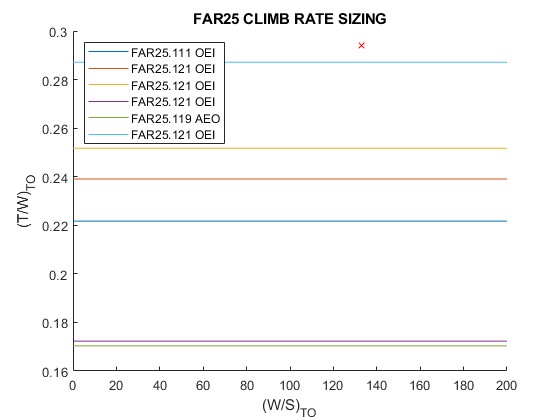 FAR25 CLIMB RATE SIZING
0.3
0.28
0.26
0.24
0.22
0.2
0.18
0.16
(T/W)TO
FAR25.111 OEI
FAR25.121 OEI
FAR25.121 OEI
FAR25.121 OEI
FAR25.119 AEO
FAR25.121 OEI
0 20 40 60 80 100 120 140 160 180 200
(W/S)TO